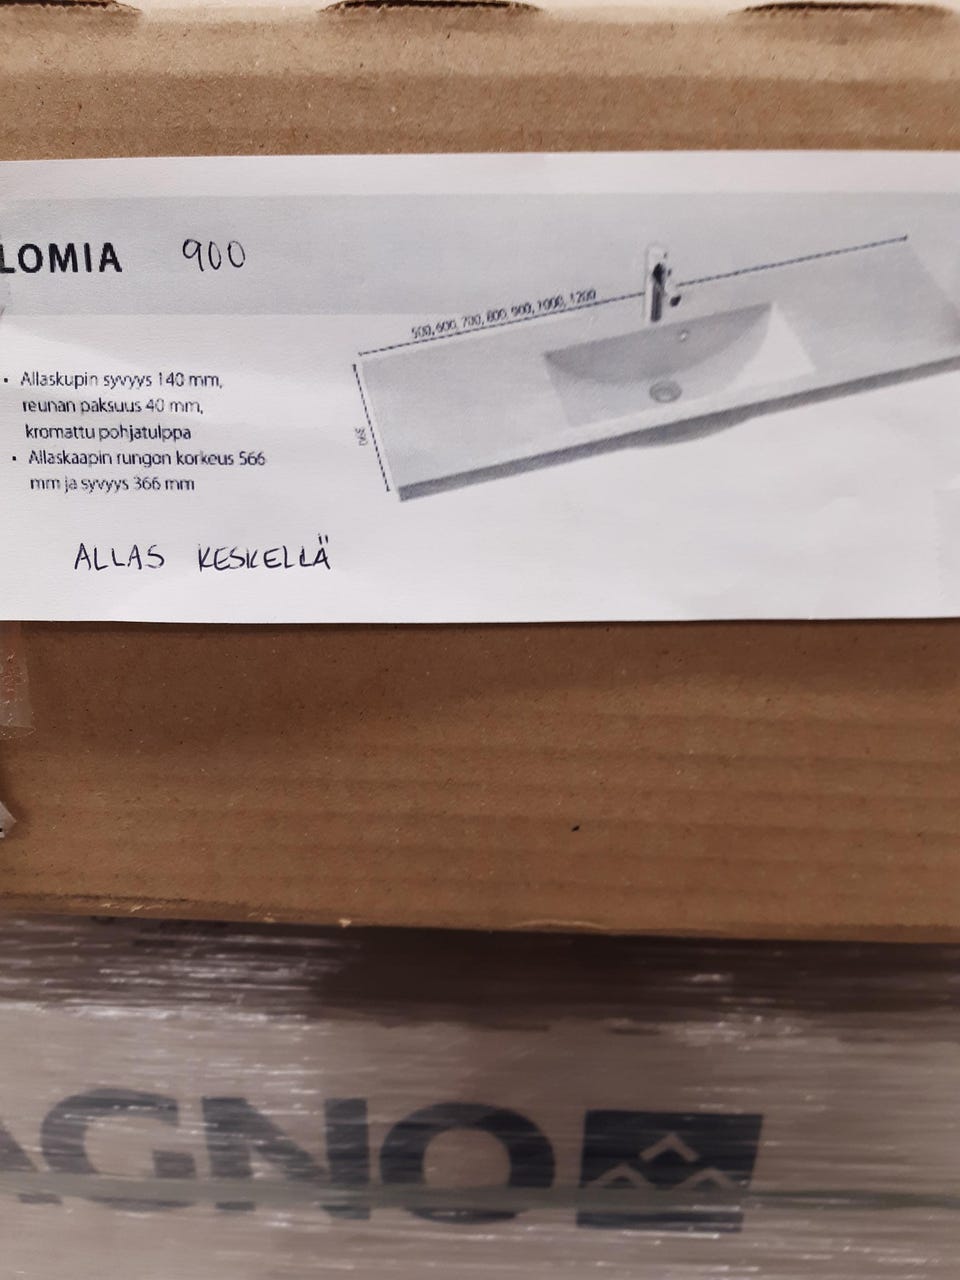 LOMIA 900
500, 600, 700, 800, 900, 1000, 1200
390
• Allaskupin syvyys 140 mm,
reunan paksuus 40 mm,
kromattu pohjatulppa
• Allaskaapin rungon korkeus 566
mm ja syvyys 366 mm
ALLAS KESKELLÄ
AGNO